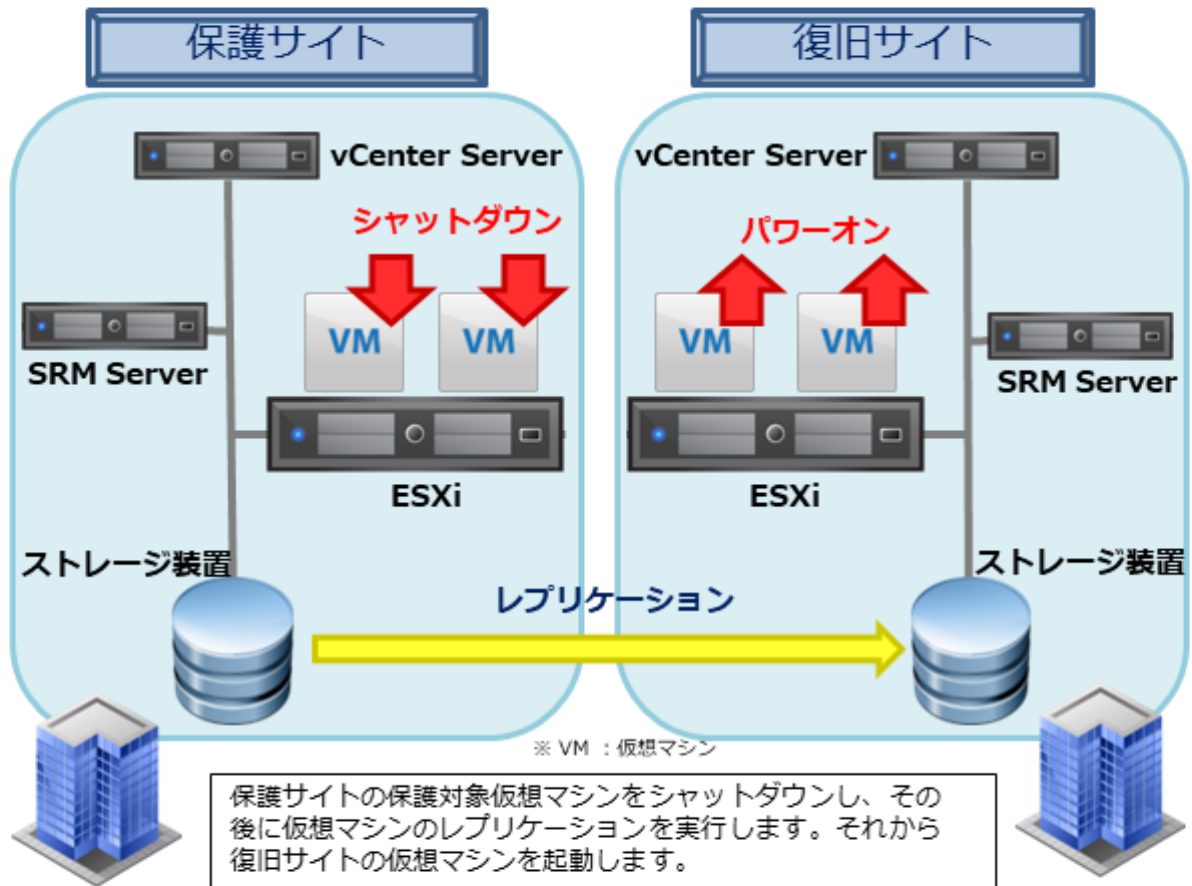 保護サイト
復旧サイト
vCenter Server
vCenter Server
シャットダウン
パワーオン
VM
VM
VM
VM
SRM Server
SRM Server
ESXi
ESXi
ストレージ装置
ストレージ装置
レプリケーション
※ VM ：仮想マシン
保護サイトの保護対象仮想マシンをシャットダウンし、その
後に仮想マシンのレプリケーションを実行します。それから
復旧サイトの仮想マシンを起動します。